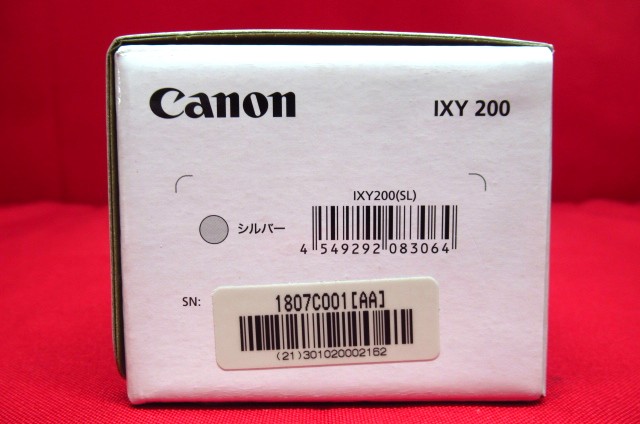 Canon
IXY 200
IXY200(SL)
シルバー
4 549292 083064
SN:
1807C001[AA]
(21)301020002162